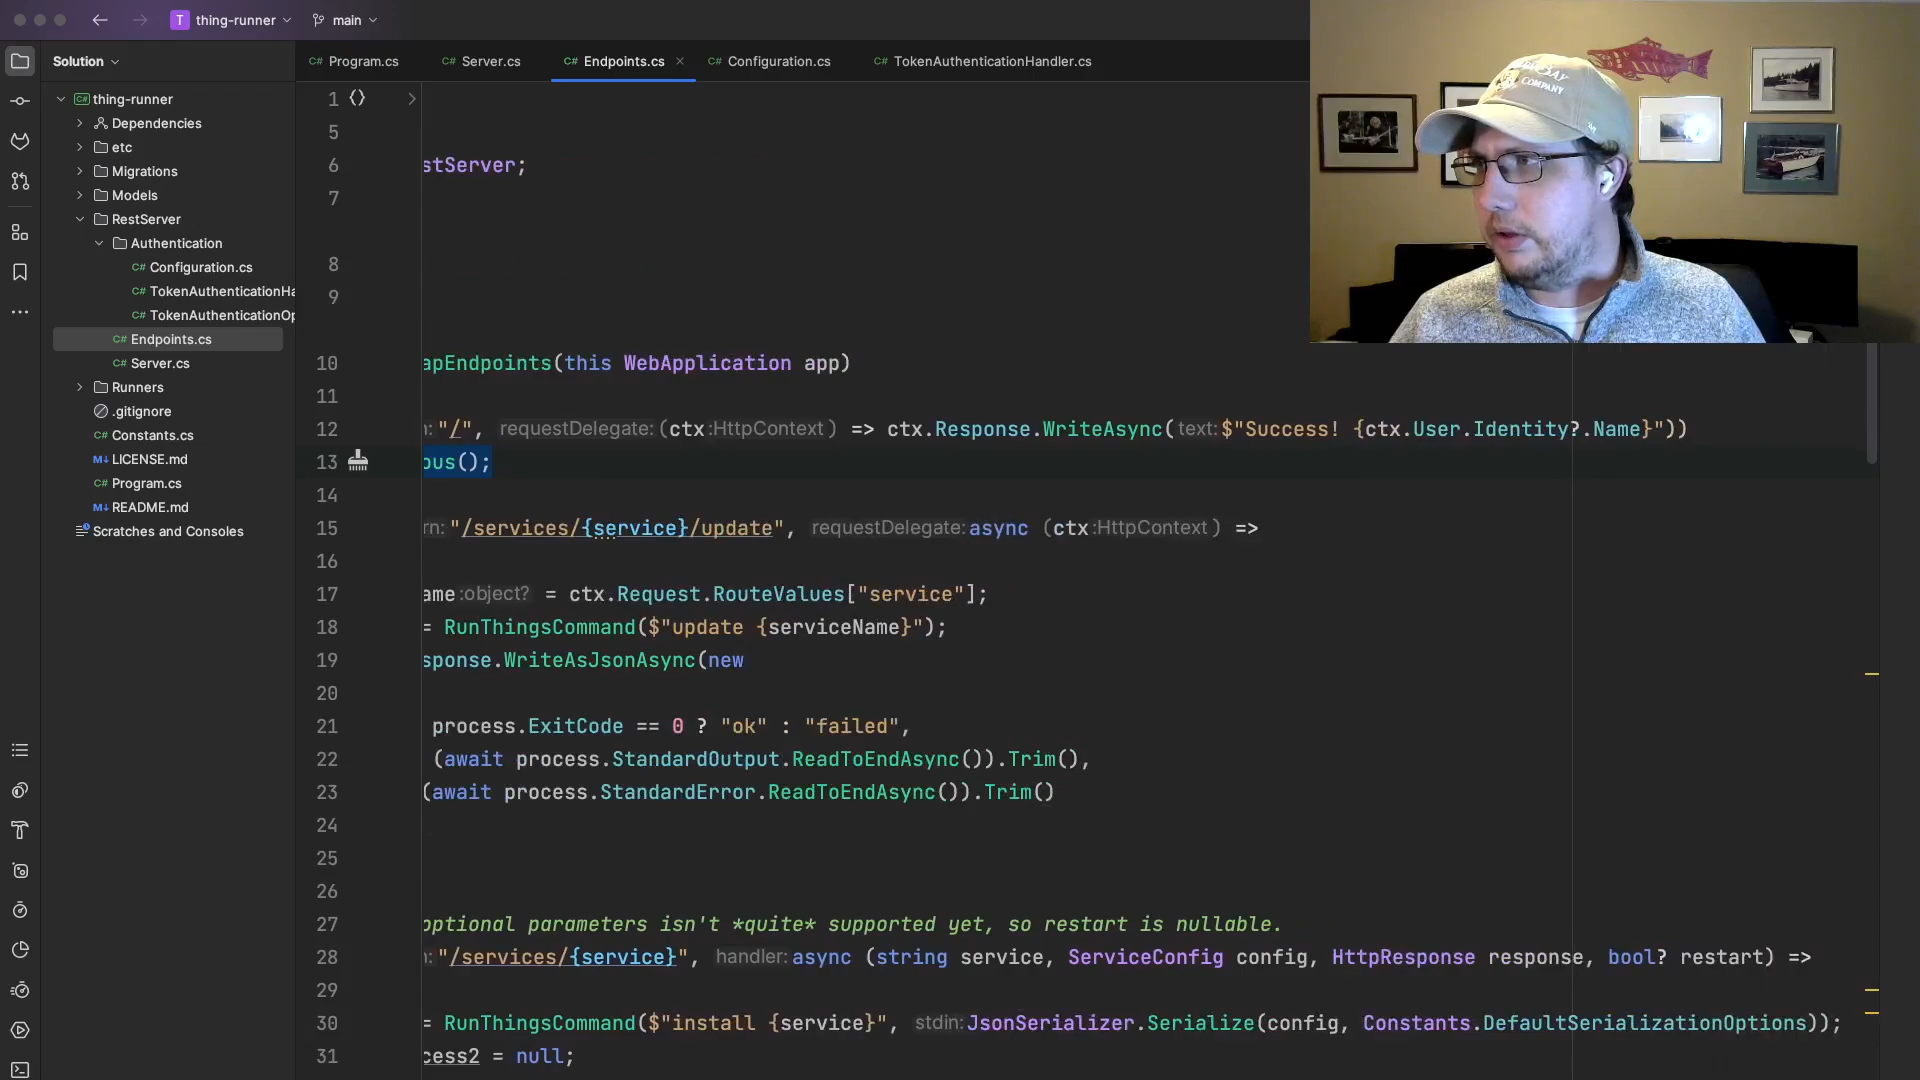 T thing-runner main
Solution
Program.cs
Server.cs
Endpoints.cs
Configuration.cs
TokenAuthenticationHandler.cs
thing-runner
Dependencies
etc
Migrations
Models
RestServer
Authentication
C# Configuration.cs
C# TokenAuthenticationHa
C# TokenAuthenticationOp
C# Endpoints.cs
C# Server.cs
Runners
.gitignore
C# Constants.cs
M↓ LICENSE.md
C# Program.cs
M↓ README.md
Scratches and Consoles
1 {} >
5
6 stServer;
7
8
9
10 apEndpoints(this WebApplication app)
11
12 n: "/", requestDelegate: (ctx:HttpContext) => ctx.Response.WriteAsync(text:$"Success! {ctx.User.Identity?.Name}"))
13 ous();
14
15 rn: "/services/{service}/update", requestDelegate: async (ctx:HttpContext) =>
16
17 ame:object? = ctx.Request.RouteValues["service"];
18 = RunThingsCommand($"update {serviceName}");
19 sponse.WriteAsJsonAsync(new
20
21 process.ExitCode == 0 ? "ok" : "failed",
22 (await process.StandardOutput.ReadToEndAsync()).Trim(),
23 (await process.StandardError.ReadToEndAsync()).Trim()
24
25
26
27 optional parameters isn't *quite* supported yet, so restart is nullable.
28 n: "/services/{service}", handler: async (string service, ServiceConfig config, HttpResponse response, bool? restart) =>
29
30 = RunThingsCommand($"install {service}", stdin: JsonSerializer.Serialize(config, Constants.DefaultSerializationOptions));
31 cess2 = null;
COMPANY